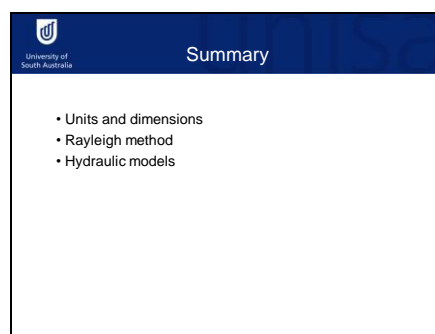 University of
South Australia
Summary
• Units and dimensions
• Rayleigh method
• Hydraulic models